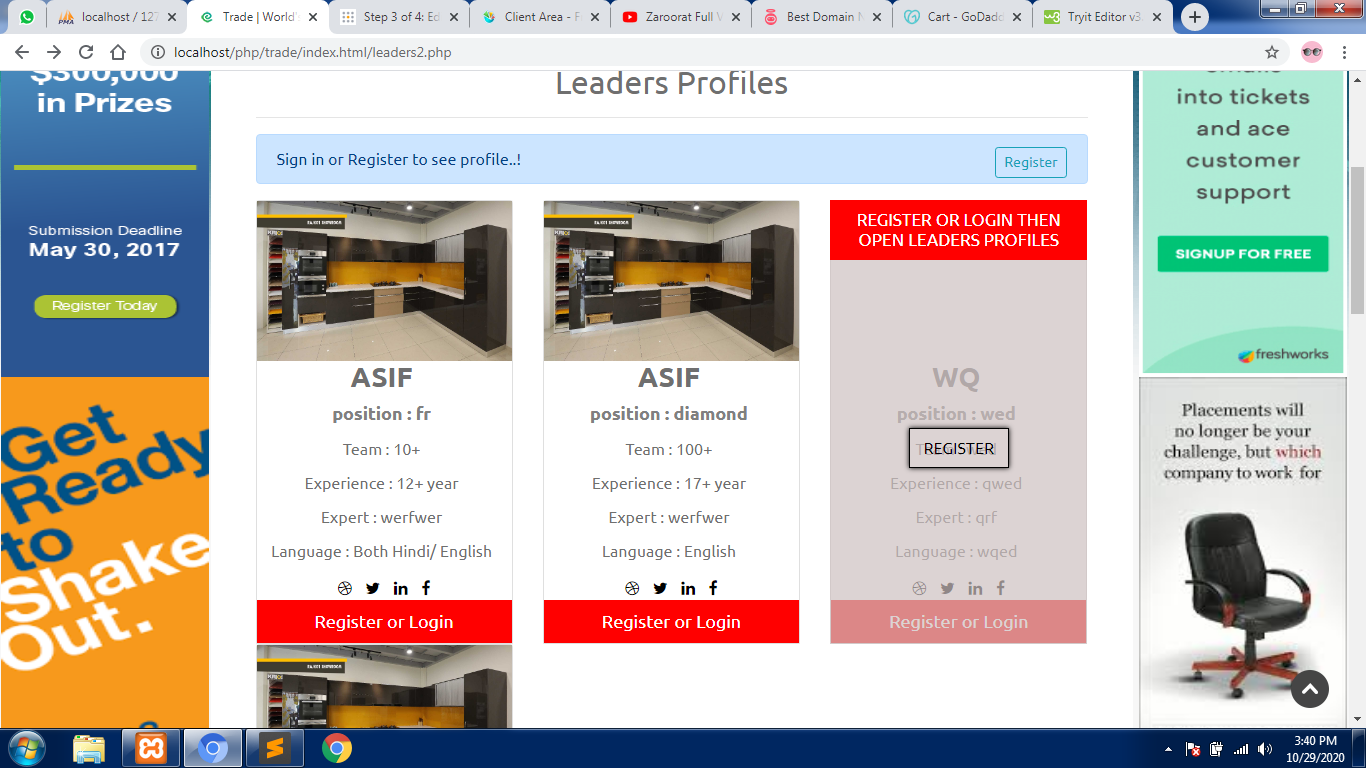 localhost / 127
Trade | World's
Step 3 of 4: Ed
Client Area - F
Zaroorat Full V
Best Domain N
Cart - GoDadd
Tryit Editor v3.
localhost/php/trade/index.html/leaders2.php
$300,000
in Prizes
Submission Deadline
May 30, 2017
Register Today
Get
Ready
to
Shake
Out.
Leaders Profiles
Sign in or Register to see profile..!
Register
ASIF
position : fr
Team : 10+
Experience : 12+ year
Expert : werfwer
Language : Both Hindi/ English
Register or Login
ASIF
position : diamond
Team : 100+
Experience : 17+ year
Expert : werfwer
Language : English
Register or Login
REGISTER OR LOGIN THEN
OPEN LEADERS PROFILES
WQ
position : wed
REGISTER
Experience : qwed
Expert : qrf
Language : wqed
Register or Login
emails
into tickets
and ace
customer
support
SIGNUP FOR FREE
freshworks
Placements will
no longer be your
challenge, but which
company to work for
3:40 PM
10/29/2020